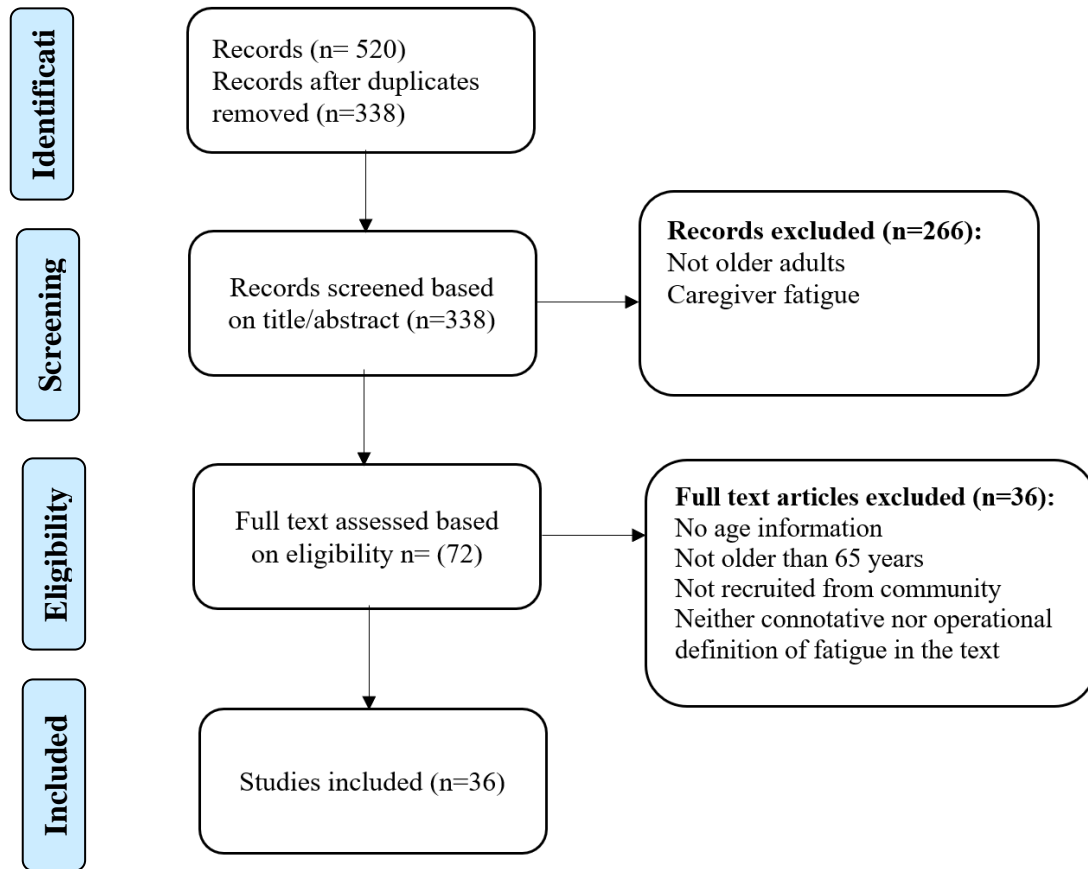 Identificati
Records (n= 520)
Records after duplicates
removed (n=338)
Screening
Records screened based
on title/abstract (n=338)
Records excluded (n=266):
Not older adults
Caregiver fatigue
Eligibility
Full text assessed based
on eligibility n= (72)
Full text articles excluded (n=36):
No age information
Not older than 65 years
Not recruited from community
Neither connotative nor operational
definition of fatigue in the text
Included
Studies included (n=36)